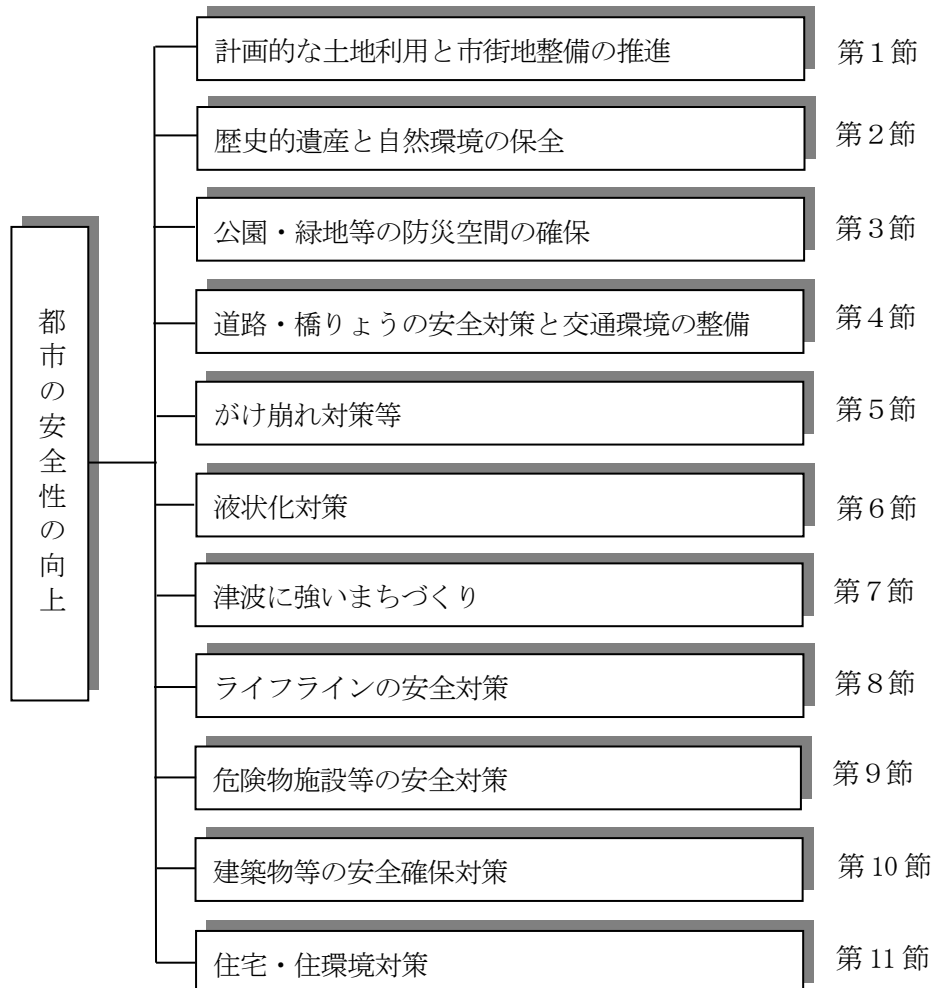 都市の安全性の向上
計画的な土地利用と市街地整備の推進 第1節
歴史的遺産と自然環境の保全 第2節
公園・緑地等の防災空間の確保 第3節
道路・橋りょうの安全対策と交通環境の整備 第4節
がけ崩れ対策等 第5節
液状化対策 第6節
津波に強いまちづくり 第7節
ライフラインの安全対策 第8節
危険物施設等の安全対策 第9節
建築物等の安全確保対策 第10節
住宅・住環境対策 第11節